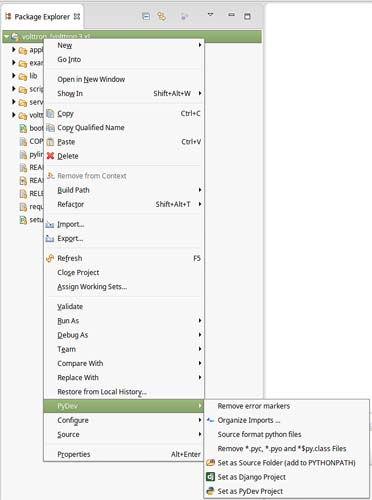 Package Explorer
volttron [volttron 3.x]
New
Go Into
Open in New Window
Show In Shift+Alt+W
Copy Ctrl+C
Copy Qualified Name
Paste Ctrl+V
Delete
Remove from Context
Build Path
Refactor Shift+Alt+T
Import...
Export...
Refresh F5
Close Project
Assign Working Sets...
Validate
Run As
Debug As
Team
Compare With
Replace With
Restore from Local History...
PyDev
Configure
Source
Properties Alt+Enter
appl
exa
lib
scrip
serv
voltt
boo
COP
pylin
REA
REA
RELE
requ
setu
Remove error markers
Organize Imports ...
Source format python files
Remove *.pyc, *.pyo and *$py.class Files
Set as Source Folder (add to PYTHONPATH)
Set as Django Project
Set as PyDev Project